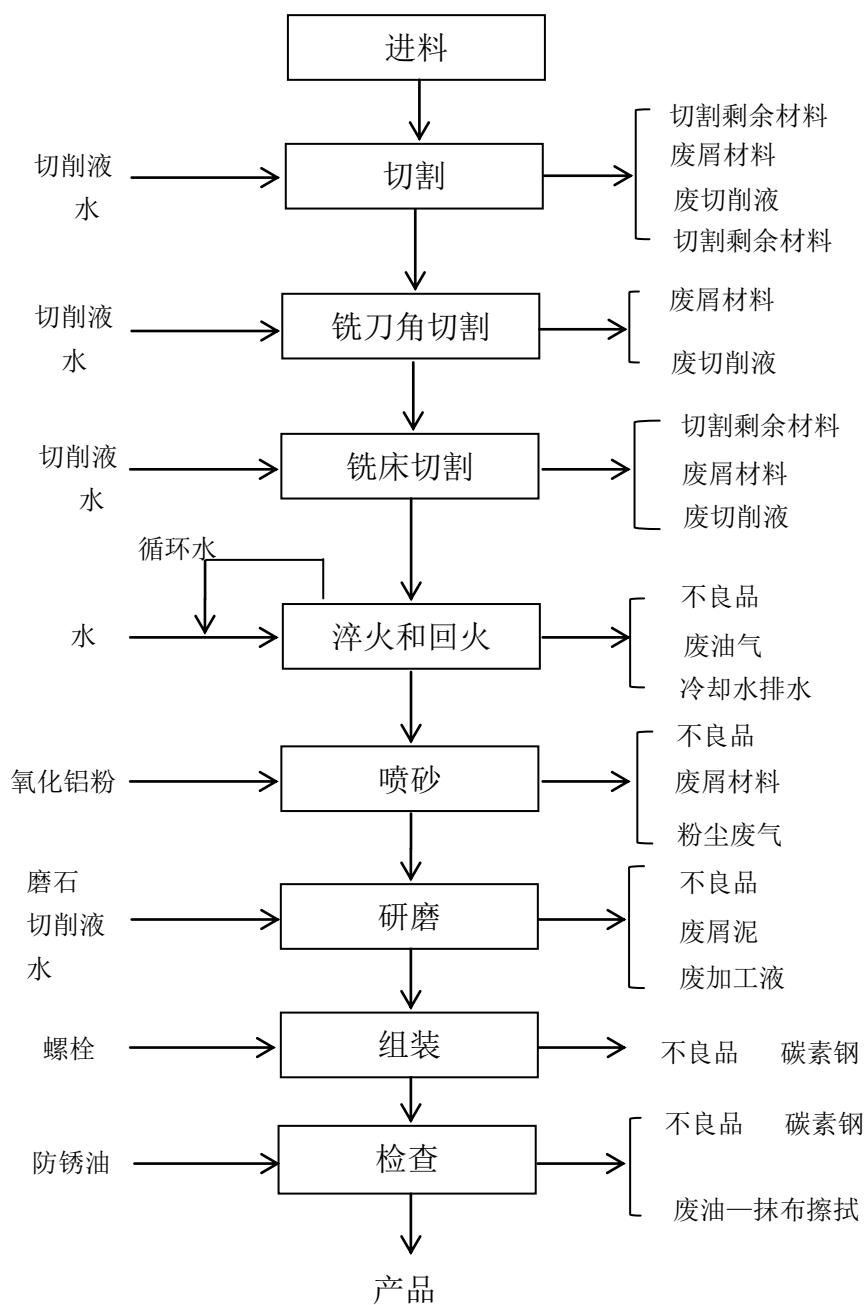 进料
切割剩余材料
废屑材料
切削液
切割
水
废切削液
切割剩余材料
废屑材料
切削液
铣刀角切割
水
废切削液
切割剩余材料
切削液
铣床切割
废屑材料
水
废切削液
循环水
不良品
水
淬火和回火
废油气
冷却水排水
不良品
氧化铝粉
喷砂
废屑材料
粉尘废气
磨石
不良品
切削液
研磨
废屑泥
水
废加工液
螺栓
组装
不良品 碳素钢
不良品 碳素钢
防锈油
检查
废油—抹布擦拭
产品